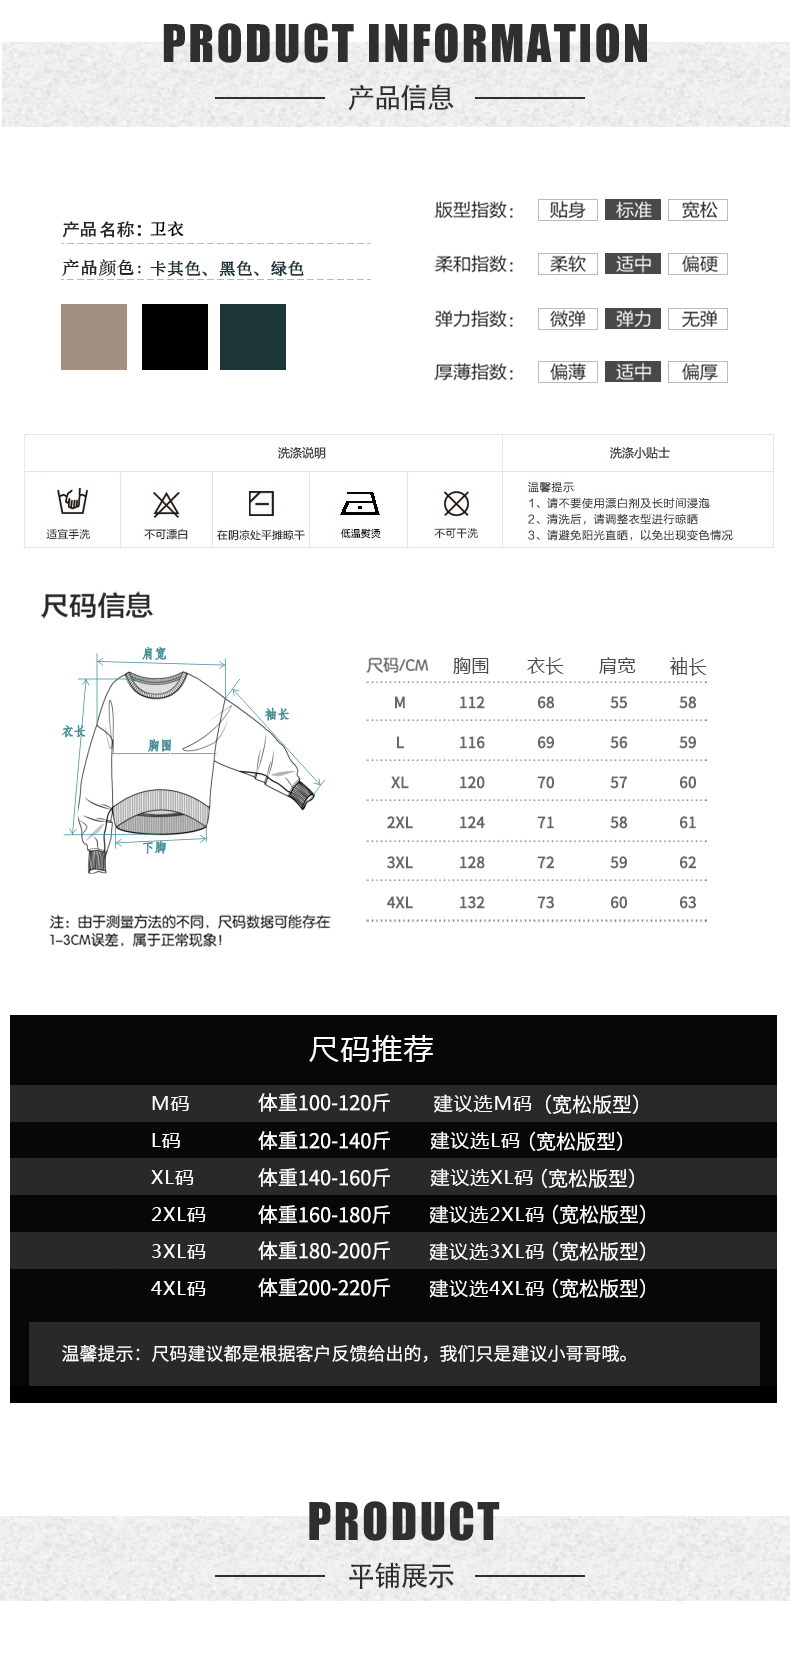 PRODUCT INFORMATION
产品信息
产品名称：卫衣
产品颜色：卡其色、黑色、绿色
版型指数： 贴身 标准 宽松
柔和指数： 柔软 适中 偏硬
弹力指数： 微弹 弹力 无弹
厚薄指数： 偏薄 适中 偏厚
洗涤说明
适宜手洗 不可漂白 在阴凉处平摊晾干 低温熨烫 不可干洗
洗涤小贴士
温馨提示
1、请不要使用漂白剂及长时间浸泡
2、清洗后，请调整衣型进行晾晒
3、请避免阳光直晒，以免出现变色情况
尺码信息
肩宽
袖长
衣长
胸围
下胸
注：由于测量方法的不同，尺码数据可能存在
1-3CM误差，属于正常现象！
尺码/CM 胸围 衣长 肩宽 袖长
M 112 68 55 58
L 116 69 56 59
XL 120 70 57 60
2XL 124 71 58 61
3XL 128 72 59 62
4XL 132 73 60 63
尺码推荐
M码 体重100-120斤 建议选M码（宽松版型）
L码 体重120-140斤 建议选L码（宽松版型）
XL码 体重140-160斤 建议选XL码（宽松版型）
2XL码 体重160-180斤 建议选2XL码（宽松版型）
3XL码 体重180-200斤 建议选3XL码（宽松版型）
4XL码 体重200-220斤 建议选4XL码（宽松版型）
温馨提示：尺码建议都是根据客户反馈给出的，我们只是建议小哥哥哦。
PRODUCT
平铺展示